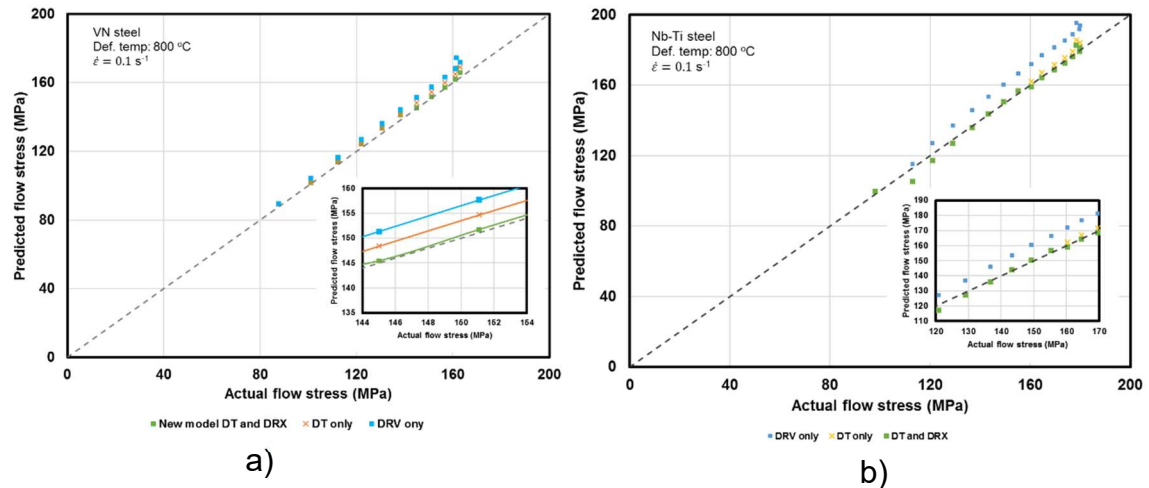 200
160
120
80
40
0
Predicted flow stress (MPa)
VN steel
Def. temp: 800 ºC
ε̇ = 0.1 s⁻¹
160
155
150
145
140
135
Predicted flow stress (MPa)
144 146 148 150 152 154
Actual flow stress (MPa)
0 40 80 120 160 200
Actual flow stress (MPa)
New model DT and DRX DT only DRV ony
a)
200
160
120
80
40
0
Predicted flow stress (MPa)
Nb-Ti steel
Def. temp: 800 ºC
ε̇ = 0.1 s⁻¹
190
180
170
160
150
140
130
120
110
Predicted flow stress (MPa)
120 130 140 150 160 170
Actual flow stress (MPa)
0 40 80 120 160 200
Actual flow stress (MPa)
DRV only DT only DT and DRX
b)